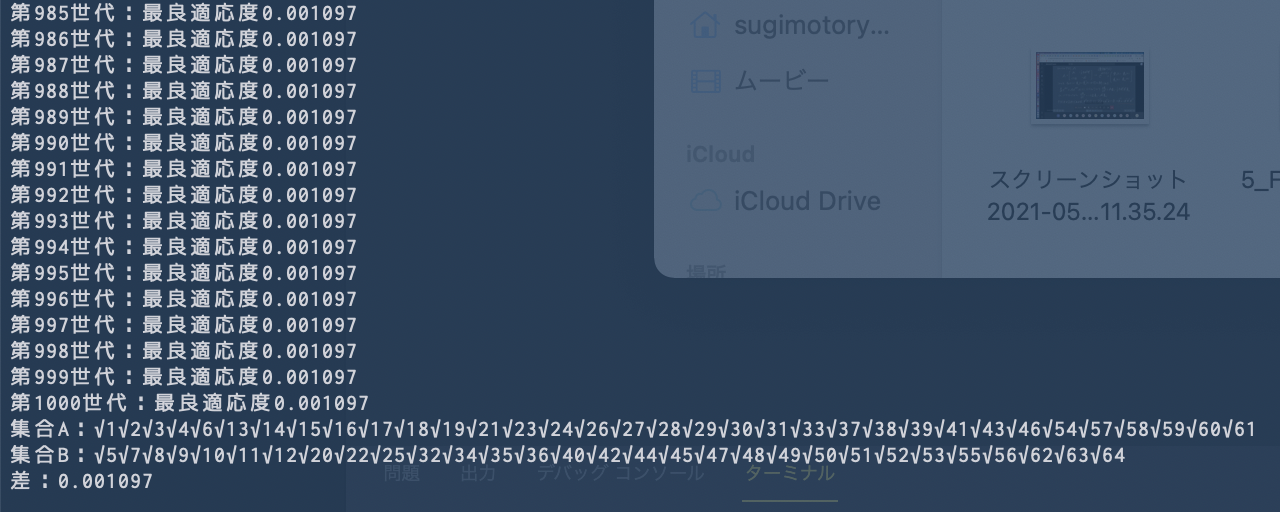 第985世代：最良適応度0.001097
第986世代：最良適応度0.001097
第987世代：最良適応度0.001097
第988世代：最良適応度0.001097
第989世代：最良適応度0.001097
第990世代：最良適応度0.001097
第991世代：最良適応度0.001097
第992世代：最良適応度0.001097
第993世代：最良適応度0.001097
第994世代：最良適応度0.001097
第995世代：最良適応度0.001097
第996世代：最良適応度0.001097
第997世代：最良適応度0.001097
第998世代：最良適応度0.001097
第999世代：最良適応度0.001097
第1000世代：最良適応度0.001097
集合A：√1√2√3√4√6√13√14√15√16√17√18√19√21√23√24√26√27√28√29√30√31√33√37√38√39√41√43√46√54√57√58√59√60√61
集合B：√5√7√8√9√10√11√12√20√22√25√32√34√35√36√40√42√44√45√47√48√49√50√51√52√53√55√56√62√63√64
差：0.001097
sugimotory...
ムービー
iCloud
iCloud Drive
場所
スクリーンショット
2021-05...11.35.24
5_F
問題 出力 デバッグ コンソール ターミナル